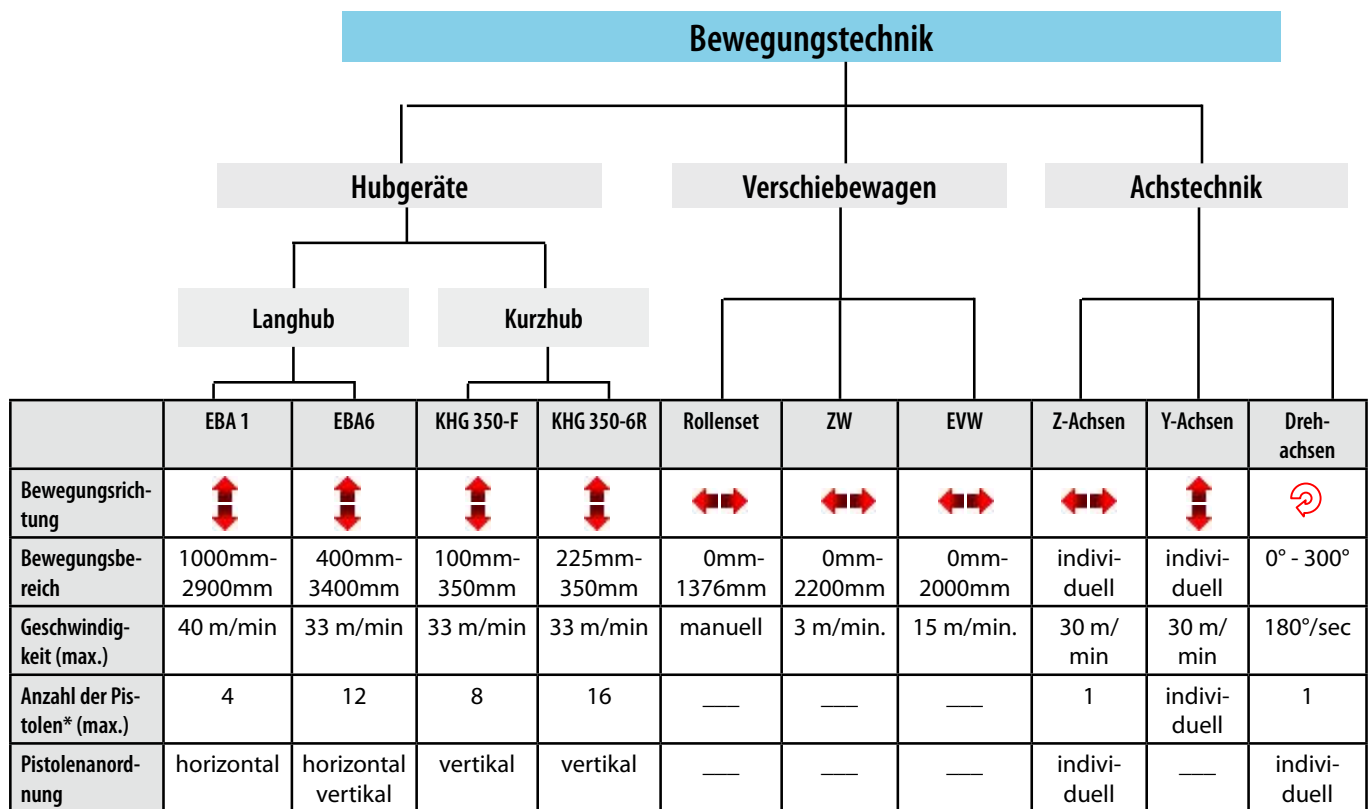 Bewegungstechnik
Hubgeräte Verschiebewagen Achstechnik
Langhub Kurzhub
EBA 1 EBA6 KHG 350-F KHG 350-6R Rollenset ZW EVW Z-Achsen Y-Achsen Dreh-
achsen
Bewegungsrich-
tung
Bewegungsbe- 1000mm- 400mm- 100mm- 225mm- 0mm- 0mm- 0mm- indivi- indivi- 0° - 300°
reich 2900mm 3400mm 350mm 350mm 1376mm 2200mm 2000mm duell duell
Geschwindig- 40 m/min 33 m/min 33 m/min 33 m/min manuell 3 m/min. 15 m/min. 30 m/ 30 m/ 180°/sec
keit (max.) min min
Anzahl der Pis- 4 12 8 16 ___ ___ ___ 1 indivi- 1
tolen* (max.) duell
Pistolenanord- horizontal horizontal vertikal vertikal ___ ___ ___ indivi- ___ indivi-
nung vertikal duell duell